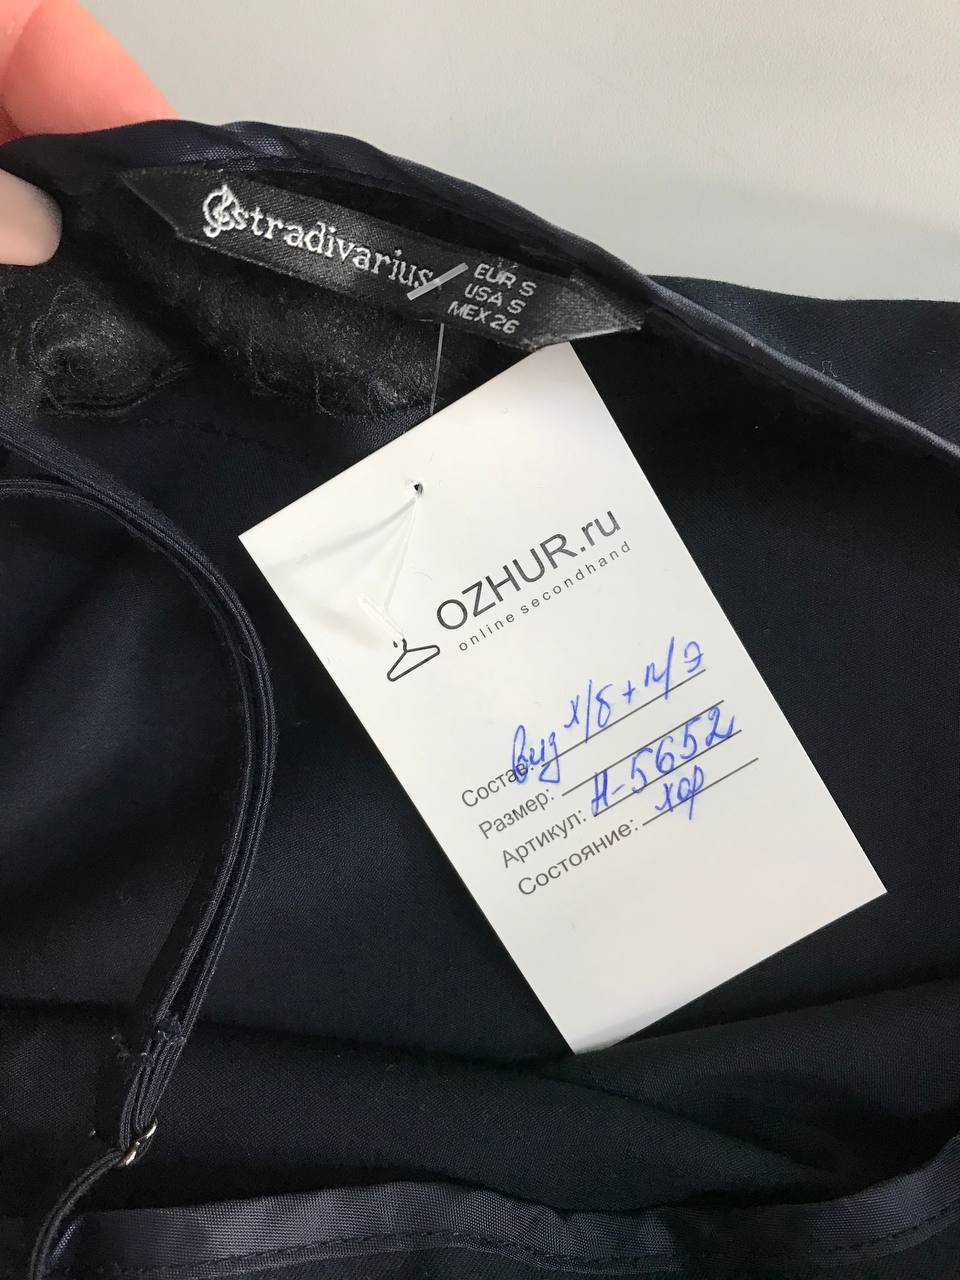 stradivarius
EUR S
USA S
MEX 26
OZHUR.ru
online secondhand
Состав: виз х/б + п/э
Размер:
Артикул: Н-5652
Состояние: хор